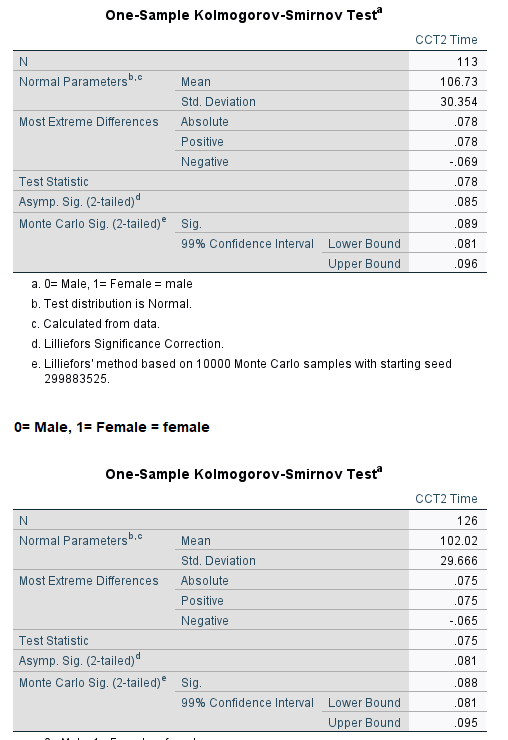 One-Sample Kolmogorov-Smirnov Testa
CCT2 Time
N 113
Normal Parametersb,c Mean 106.73
Std. Deviation 30.354
Most Extreme Differences Absolute .078
Positive .078
Negative -.069
Test Statistic .078
Asymp. Sig. (2-tailed)d .085
Monte Carlo Sig. (2-tailed)e Sig. .089
99% Confidence Interval Lower Bound .081
Upper Bound .096
a. 0= Male, 1= Female = male
b. Test distribution is Normal.
c. Calculated from data.
d. Lilliefors Significance Correction.
e. Lilliefors' method based on 10000 Monte Carlo samples with starting seed
299883525.
0= Male, 1= Female = female
One-Sample Kolmogorov-Smirnov Testa
CCT2 Time
N 126
Normal Parametersb,c Mean 102.02
Std. Deviation 29.666
Most Extreme Differences Absolute .075
Positive .075
Negative -.065
Test Statistic .075
Asymp. Sig. (2-tailed)d .081
Monte Carlo Sig. (2-tailed)e Sig. .088
99% Confidence Interval Lower Bound .081
Upper Bound .095